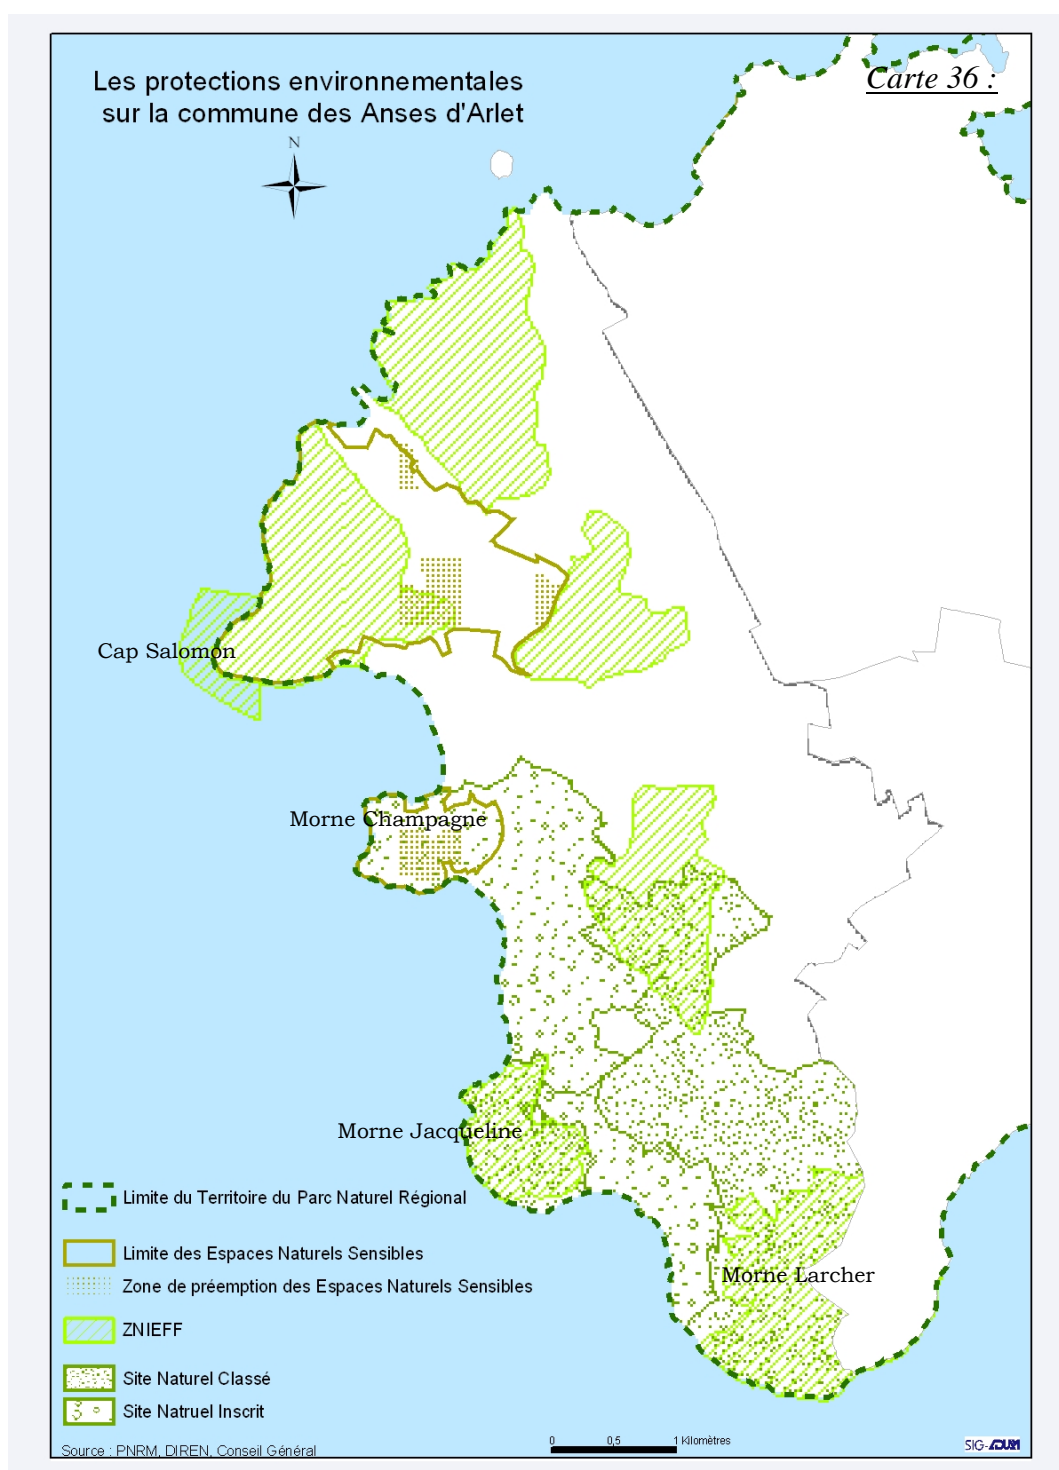 Les protections environnementales
sur la commune des Anses d'Arlet
Carte 36 :
N
Cap Salomon
Morne Champagne
Morne Jacqueline
Morne Larcher
Limite du Territoire du Parc Naturel Régional
Limite des Espaces Naturels Sensibles
Zone de préemption des Espaces Naturels Sensibles
ZNIEFF
Site Naturel Classé
Site Natruel Inscrit
Source : PNRM, DIREN, Conseil Général
0 0,5 1 Kilomètres
SIG-ADUAM